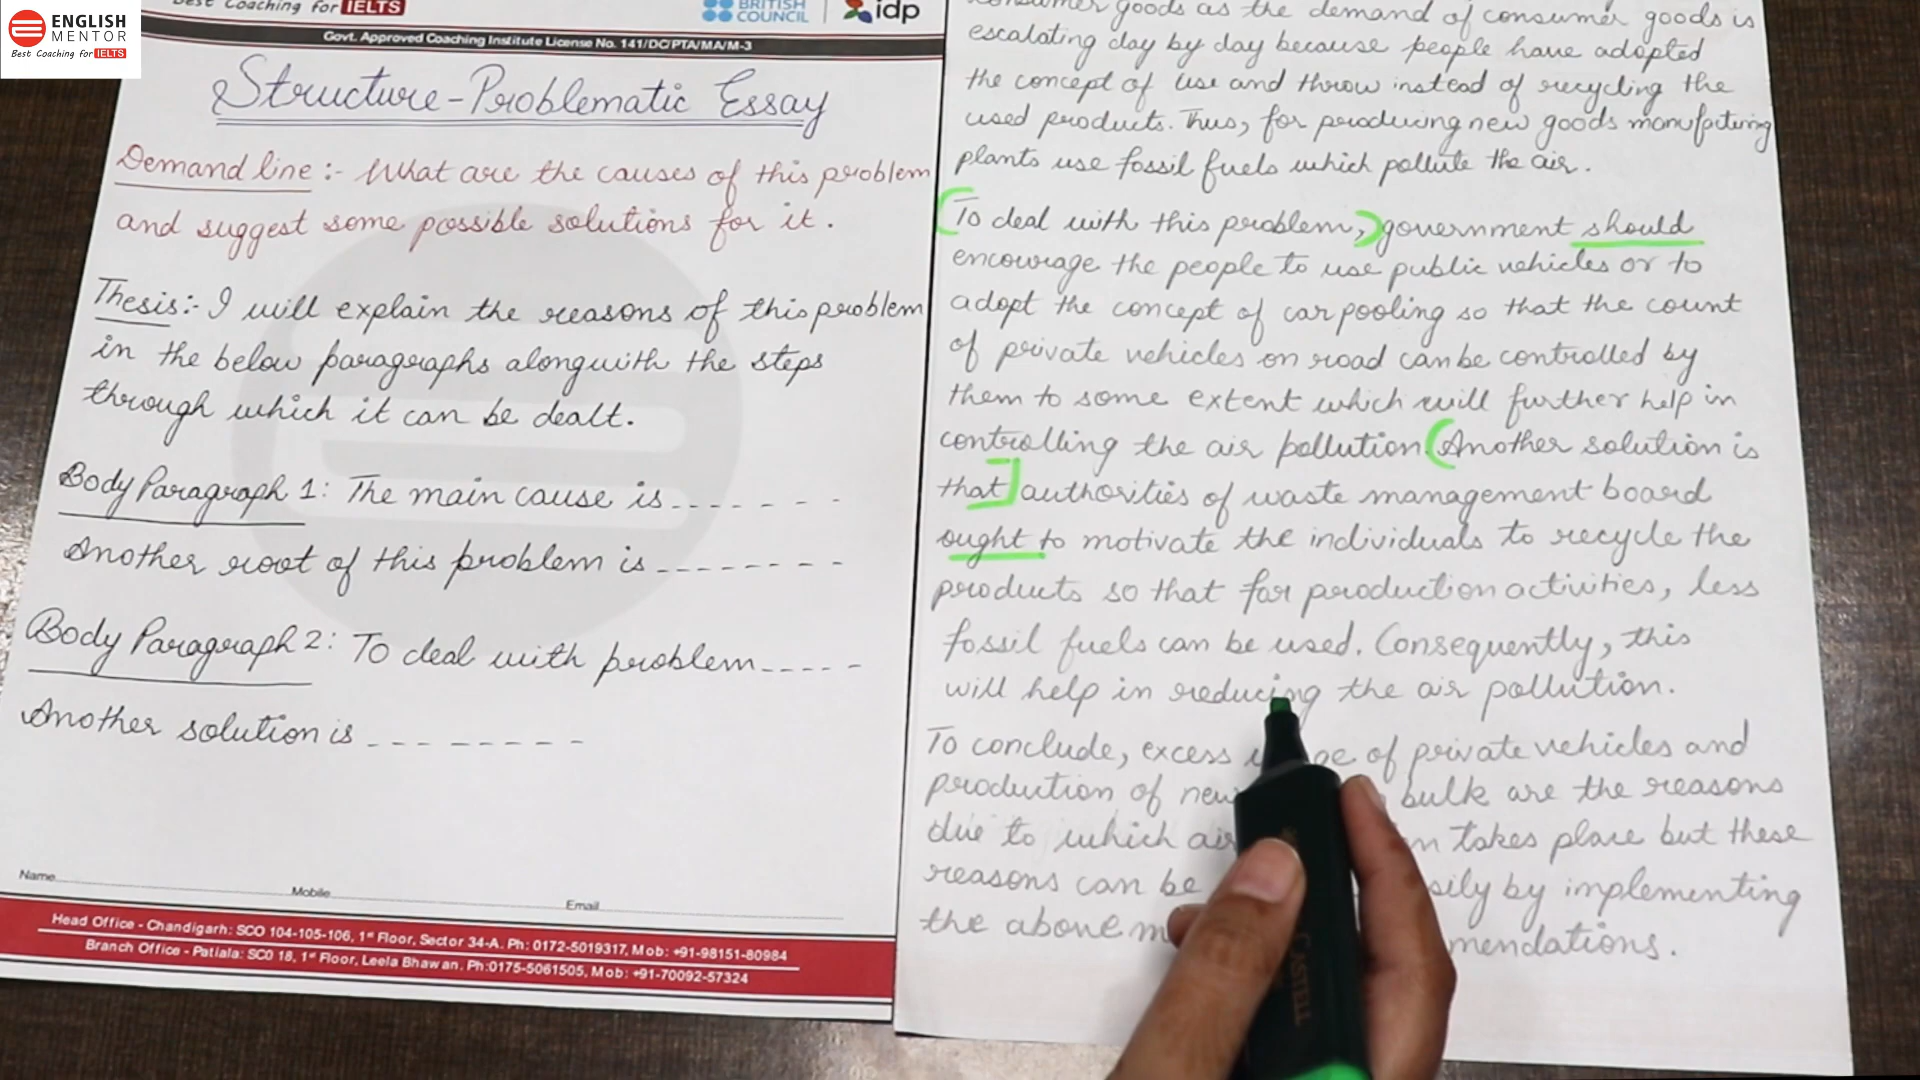 ENGLISH
MENTOR
Best Coaching for IELTS
Best Coaching for IELTS
BRITISH
COUNCIL
idp
Govt. Approved Coaching Institute License No. 141/DC/PTA/MA/M-3
Structure-Problematic Essay
Demand line :- What are the causes of this problem
and suggest some possible solutions for it.
Thesis:- I will explain the reasons of this problem
in the below paragraphs alongwith the steps
through which it can be dealt.
Body Paragraph 1: The main cause is
Another root of this problem is
Body Paragraph 2: To deal with problem
Another solution is
Name
Mobile
Email
Head Office - Chandigarh: SCO 104-105-106, 1st Floor, Sector 34-A. Ph: 0172-5019317, Mob: +91-98151-80984
Branch Office - Patiala: SCO 18, 1st Floor, Leela Bhawan. Ph:0175-5061505, Mob: +91-70092-57324
consumer goods as the demand of consumer goods is
escalating day by day because people have adopted
the concept of use and throw instead of recycling the
used products. Thus, for producing new goods manufacturing
plants use fossil fuels which pollute the air.
To deal with this problem, government should
encourage the people to use public vehicles or to
adopt the concept of car pooling so that the count
of private vehicles on road can be controlled by
them to some extent which will further help in
controlling the air pollution. Another solution is
that authorities of waste management board
ought to motivate the individuals to recycle the
products so that for production activities, less
fossil fuels can be used. Consequently, this
will help in reducing the air pollution.
To conclude, excess of private vehicles and
production of new bulk are the reasons
due to which air takes place but these
reasons can be by implementing
the above